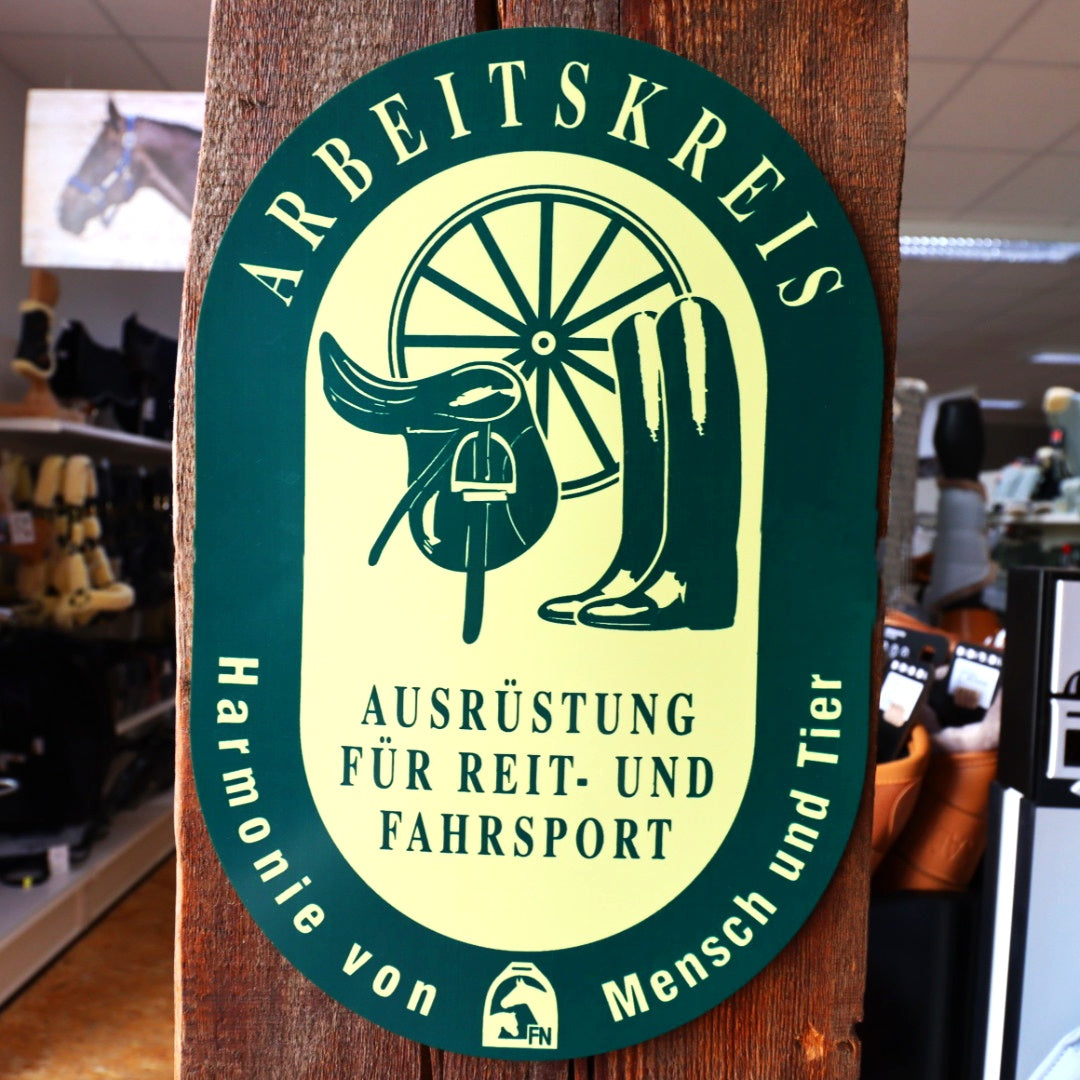 ARBEITSKREIS
AUSRÜSTUNG
FÜR REIT- UND
FAHRSPORT
Harmonie von Mensch und Tier
FN